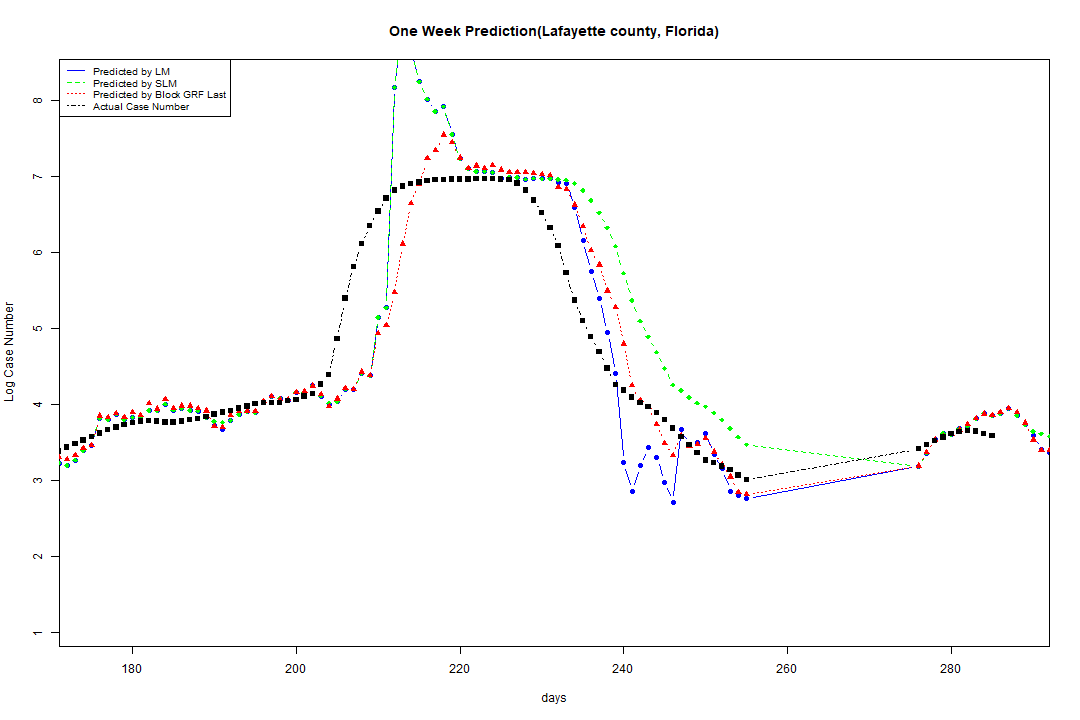 One Week Prediction(Lafayette county, Florida)
Predicted by LM
Predicted by SLM
Predicted by Block GRF Last
Actual Case Number
Log Case Number
8
7
6
5
4
3
2
1
180 200 220 240 260 280
days